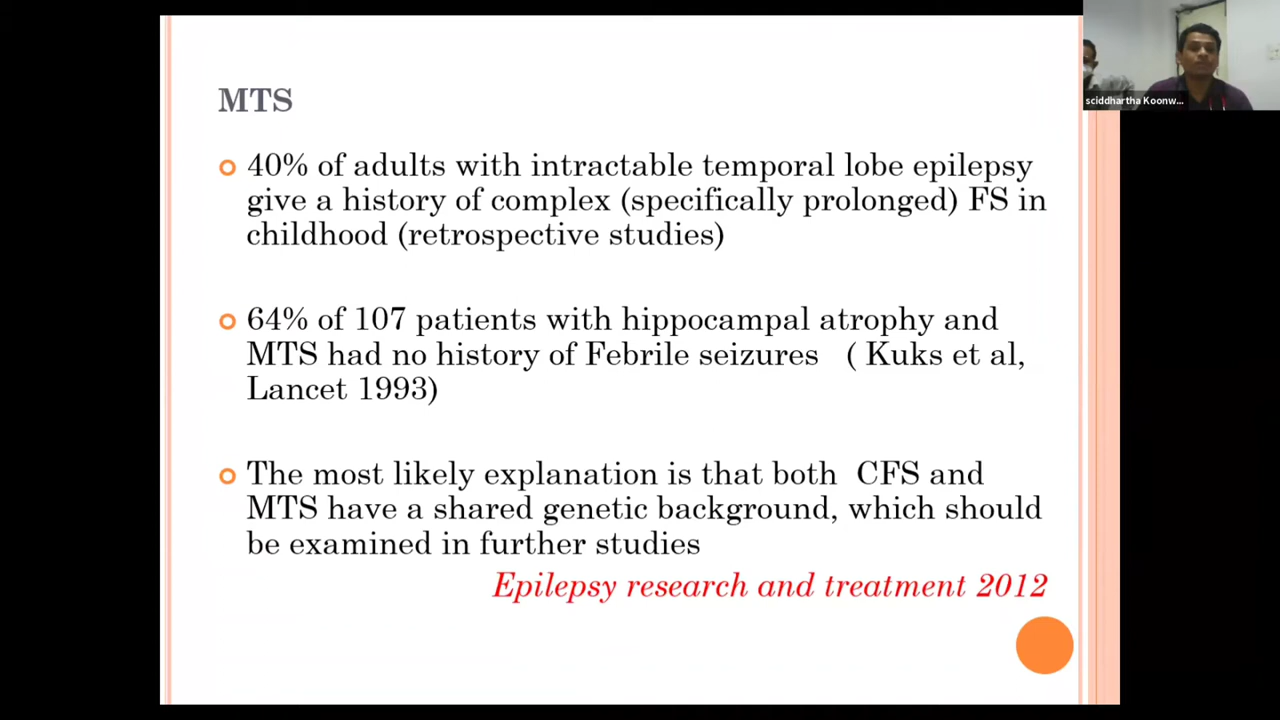 MTS
40% of adults with intractable temporal lobe epilepsy
give a history of complex (specifically prolonged) FS in
childhood (retrospective studies)
64% of 107 patients with hippocampal atrophy and
MTS had no history of Febrile seizures ( Kuks et al,
Lancet 1993)
The most likely explanation is that both CFS and
MTS have a shared genetic background, which should
be examined in further studies
Epilepsy research and treatment 2012
sciddhartha Koonw...